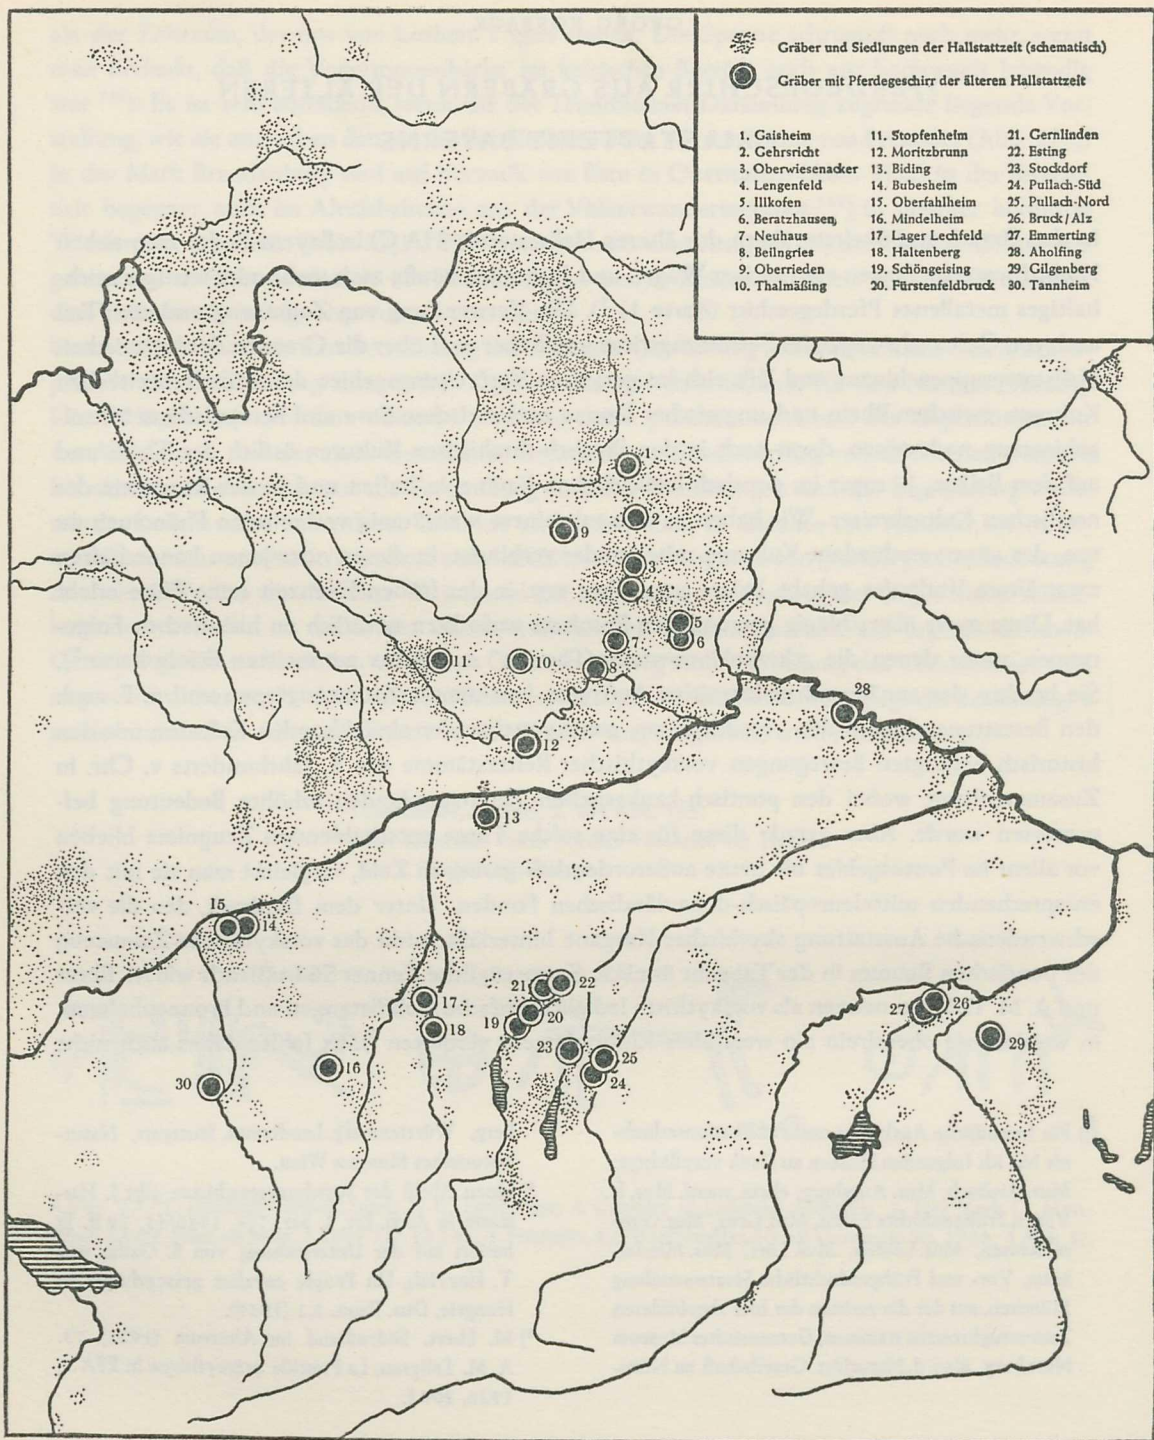 Gräber und Siedlungen der Hallstattzeit (schematisch)
Gräber mit Pferdegeschirr der älteren Hallstattzeit
1. Gaisheim
2. Gehrsricht
3. Oberwiesenacker
4. Lengenfeld
5. Illkofen
6. Beratzhausen
7. Neuhaus
8. Beilngries
9. Oberrieden
10. Thalmäßing
11. Stopfenheim
12. Moritzbrunn
13. Biding
14. Bubesheim
15. Oberfahlheim
16. Mindelheim
17. Lager Lechfeld
18. Haltenberg
19. Schöngeising
20. Fürstenfeldbruck
21. Gernlinden
22. Esting
23. Stockdorf
24. Pullach-Süd
25. Pullach-Nord
26. Bruck/Alz
27. Emmerting
28. Aholfing
29. Gilgenberg
30. Tannheim
2
9
3
4
5
6
7
8
11
10
28
12
13
15
14
21
22
17
20
19
18
26
27
29
23
25
24
16
30